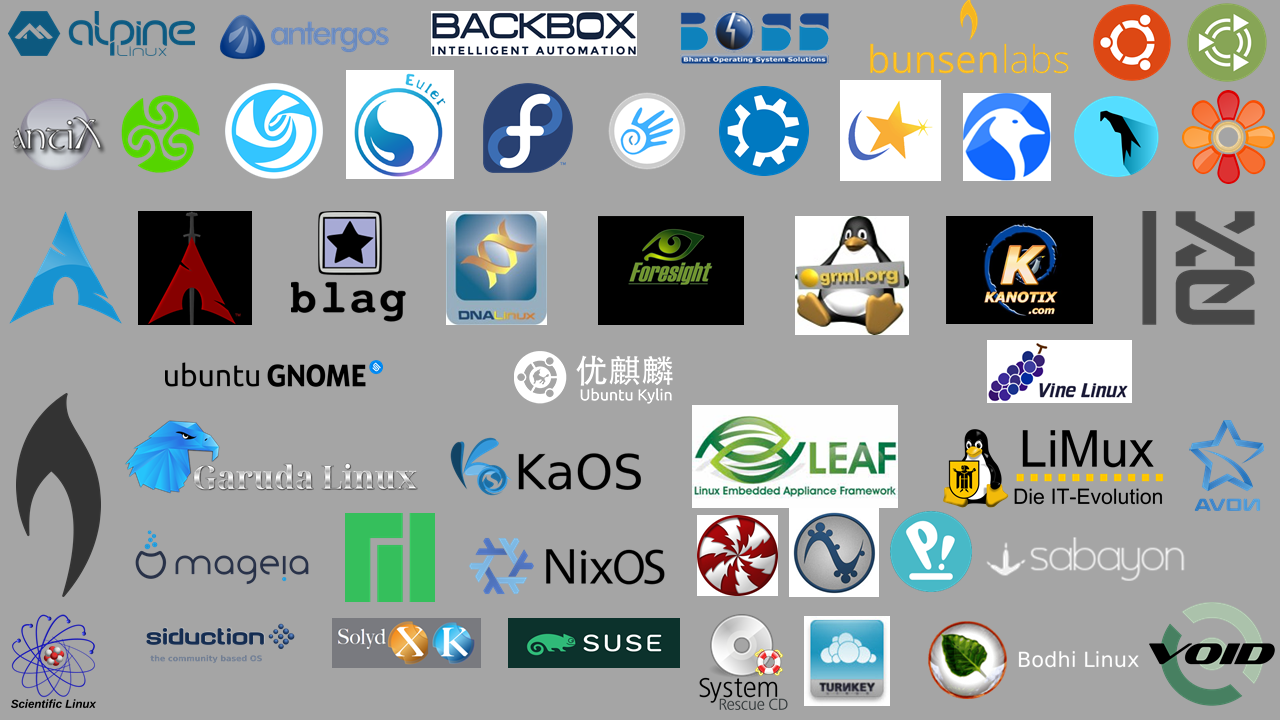 alpine
Linux
antergos
BACKBOX
INTELLIGENT AUTOMATION
BOSS
Bharat Operating System Solutions
bunsenlabs
antiX
Euler
™
blag
DNALinux
Foresight
grml.org
K
KANOTIX
.com
ubuntu GNOME
优麒麟
Ubuntu Kylin
Vine Linux
Garuda Linux
KaOS
LEAF
Linux Embedded Appliance Framework
LiMux
Die IT-Evolution
AVON
mageia
NixOS
P!
sabayon
Scientific Linux
siduction
the community based OS
Solyd X K
SUSE
System
Rescue CD
TURNKEY
LINUX
Bodhi Linux
VOID